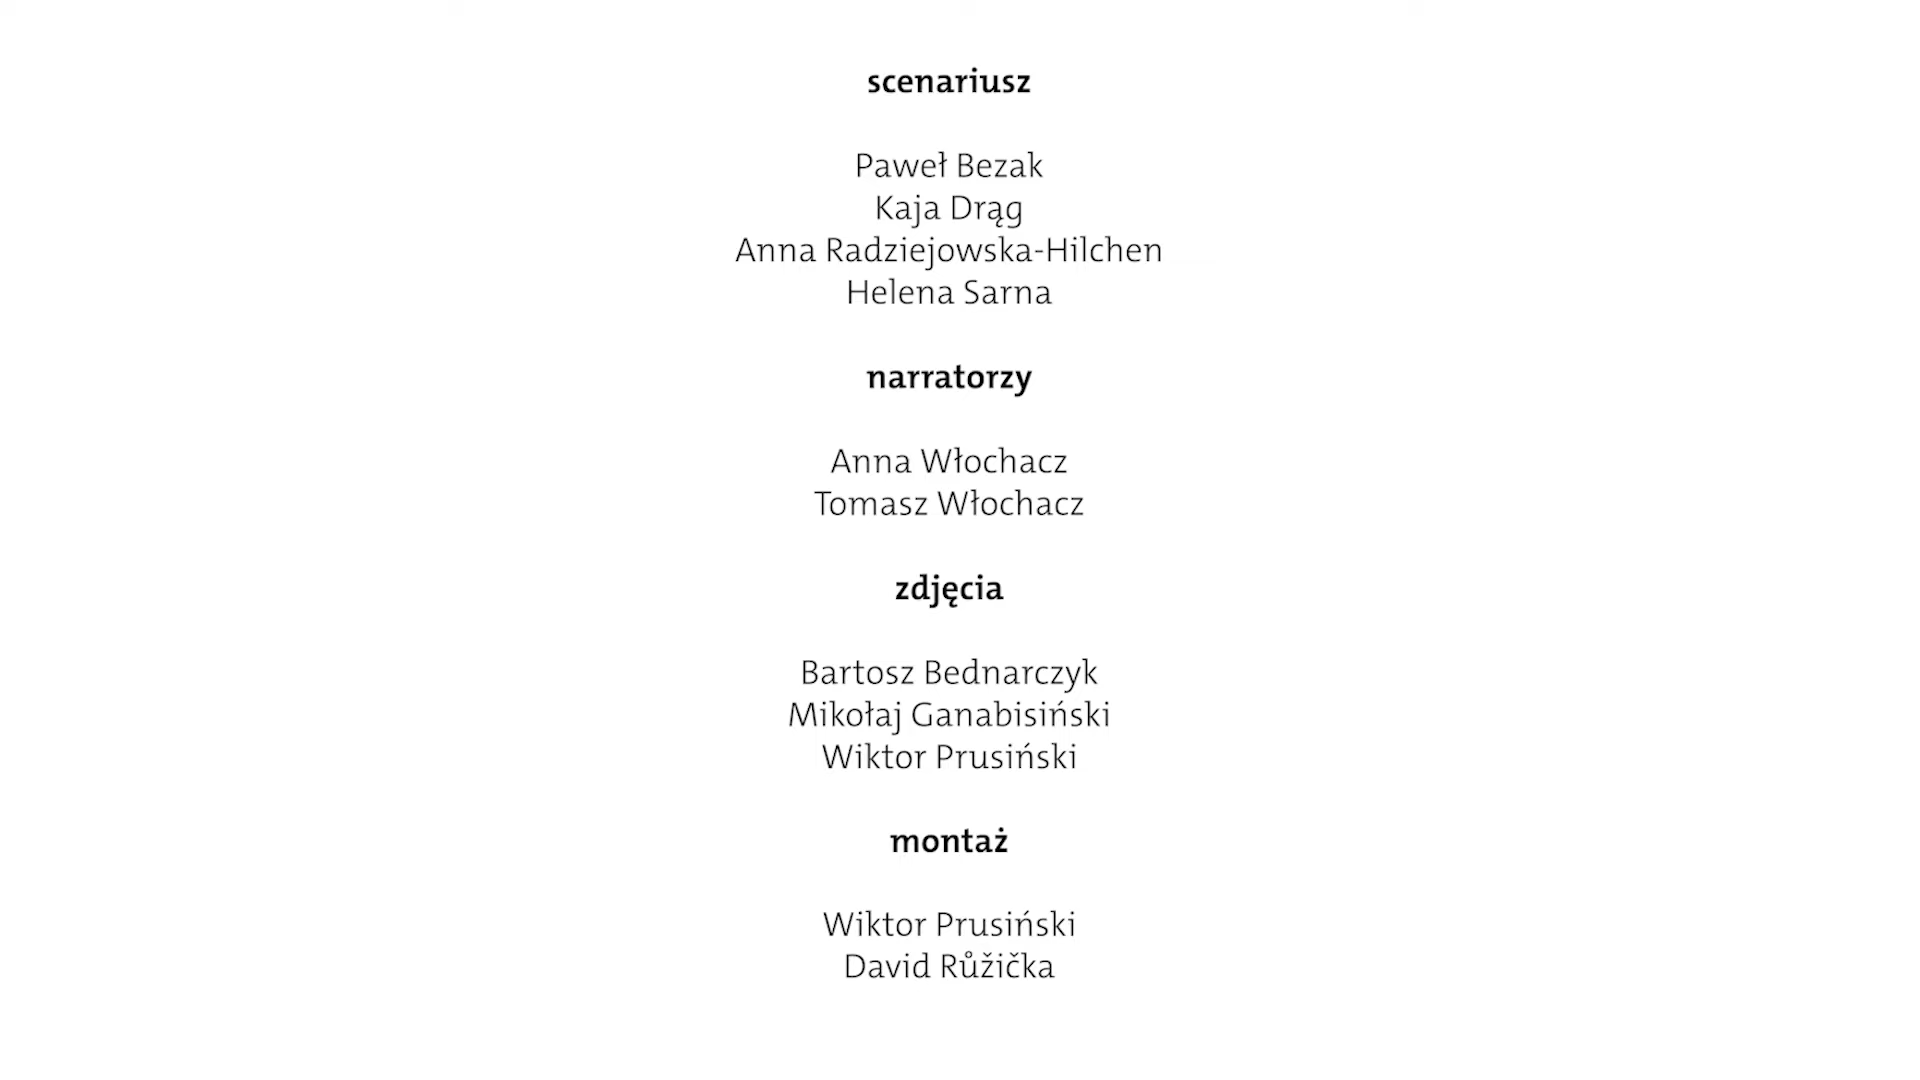 scenariusz
Paweł Bezak
Kaja Drąg
Anna Radziejowska-Hilchen
Helena Sarna
narratorzy
Anna Włochacz
Tomasz Włochacz
zdjęcia
Bartosz Bednarczyk
Mikołaj Ganabisiński
Wiktor Prusiński
montaż
Wiktor Prusiński
David Růžička